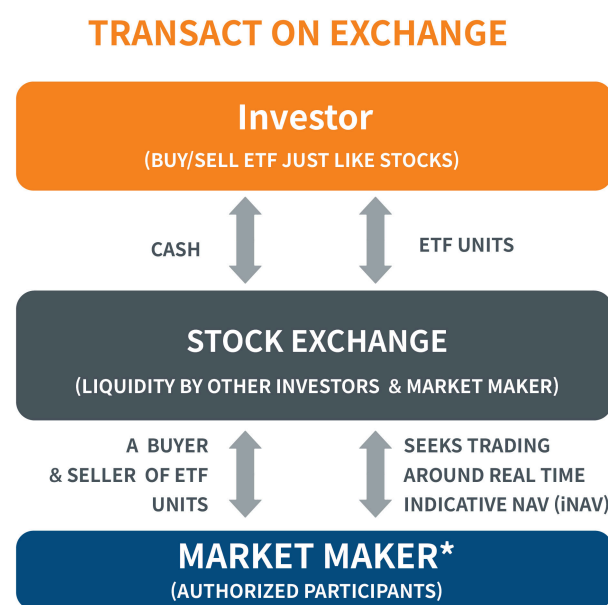 TRANSACT ON EXCHANGE
Investor
(BUY/SELL ETF JUST LIKE STOCKS)
CASH
ETF UNITS
STOCK EXCHANGE
(LIQUIDITY BY OTHER INVESTORS & MARKET MAKER)
A BUYER
& SELLER OF ETF
UNITS
SEEKS TRADING
AROUND REAL TIME
INDICATIVE NAV (iNAV)
MARKET MAKER*
(AUTHORIZED PARTICIPANTS)